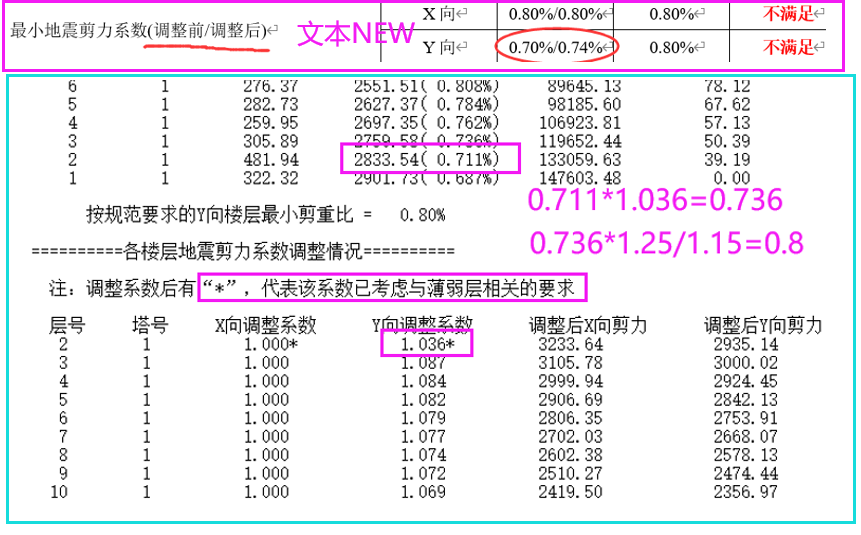 X 向 0.80%/0.80% 0.80% 不满足
最小地震剪力系数(调整前/调整后) 文本NEW
Y 向 0.70%/0.74% 0.80% 不满足
6 1 276.37 2551.51( 0.808%) 89645.13 78.12
5 1 282.73 2627.37( 0.784%) 98185.60 67.62
4 1 259.95 2697.35( 0.762%) 106923.81 57.13
3 1 305.89 2759.58( 0.736%) 119652.44 50.39
2 1 481.94 2833.54( 0.711%) 133059.63 39.19
1 1 322.32 2901.73( 0.687%) 147603.48 0.00
0.711*1.036=0.736
按规范要求的Y向楼层最小剪重比 = 0.80%
0.736*1.25/1.15=0.8
==========各楼层地震剪力系数调整情况==========
注: 调整系数后有“*”, 代表该系数已考虑与薄弱层相关的要求
层号 塔号 X向调整系数 Y向调整系数 调整后X向剪力 调整后Y向剪力
2 1 1.000* 1.036* 3233.64 2935.14
3 1 1.000 1.087 3105.78 3000.02
4 1 1.000 1.084 2999.94 2924.45
5 1 1.000 1.082 2906.69 2842.13
6 1 1.000 1.079 2806.35 2753.91
7 1 1.000 1.077 2702.03 2668.07
8 1 1.000 1.074 2602.38 2578.13
9 1 1.000 1.072 2510.27 2474.44
10 1 1.000 1.069 2419.50 2356.97